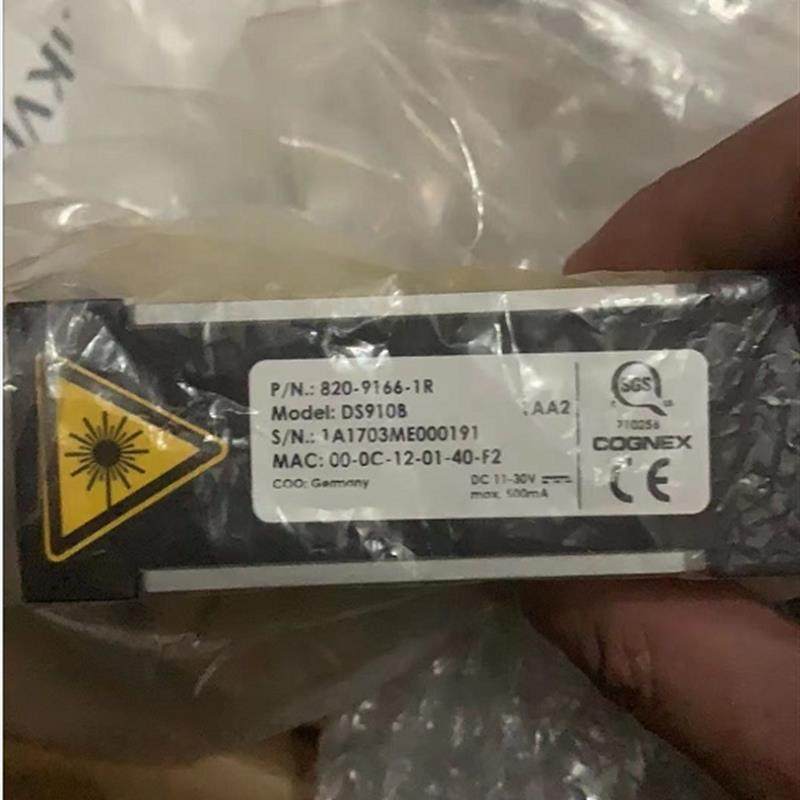 P/N.: 820-9166-1R
Model: DS910B
AA2
S/N.: 1A1703ME000191
MAC: 00-0C-12-01-40-F2
COO: Germany
DC 11-30V
max. 500mA
SGS
710256
COGNEX
CE